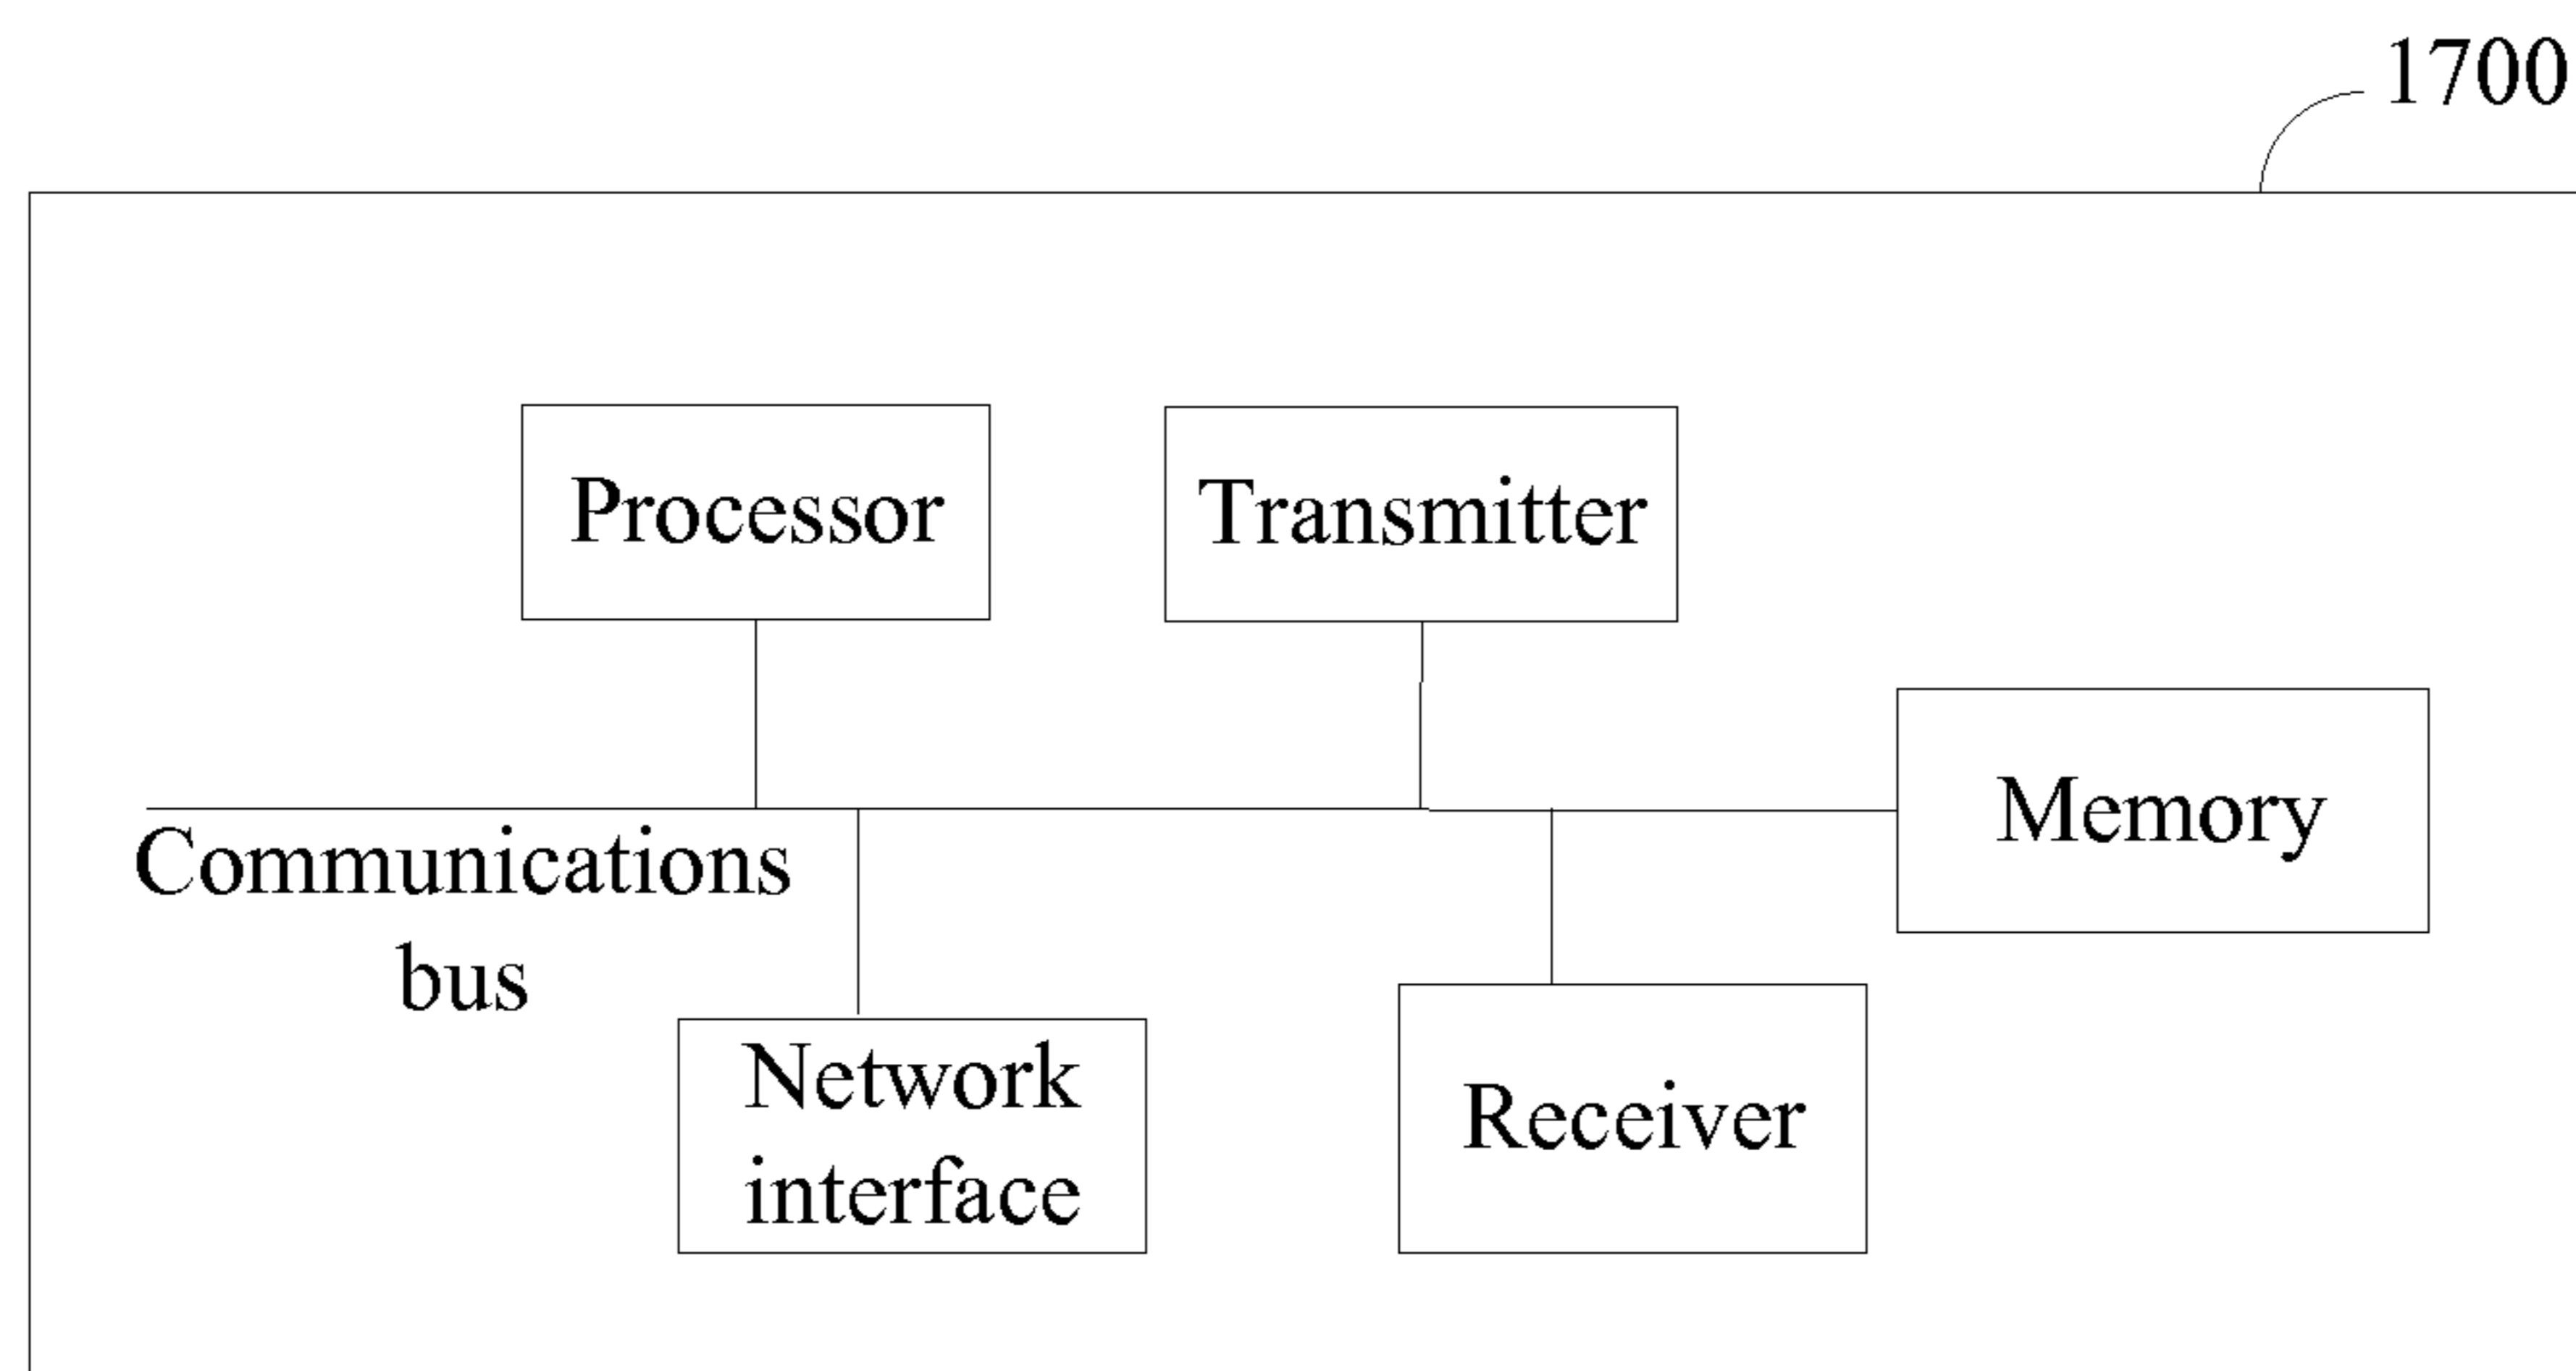 1700
Processor
Transmitter
Memory
Communications
bus
Network
interface
Receiver